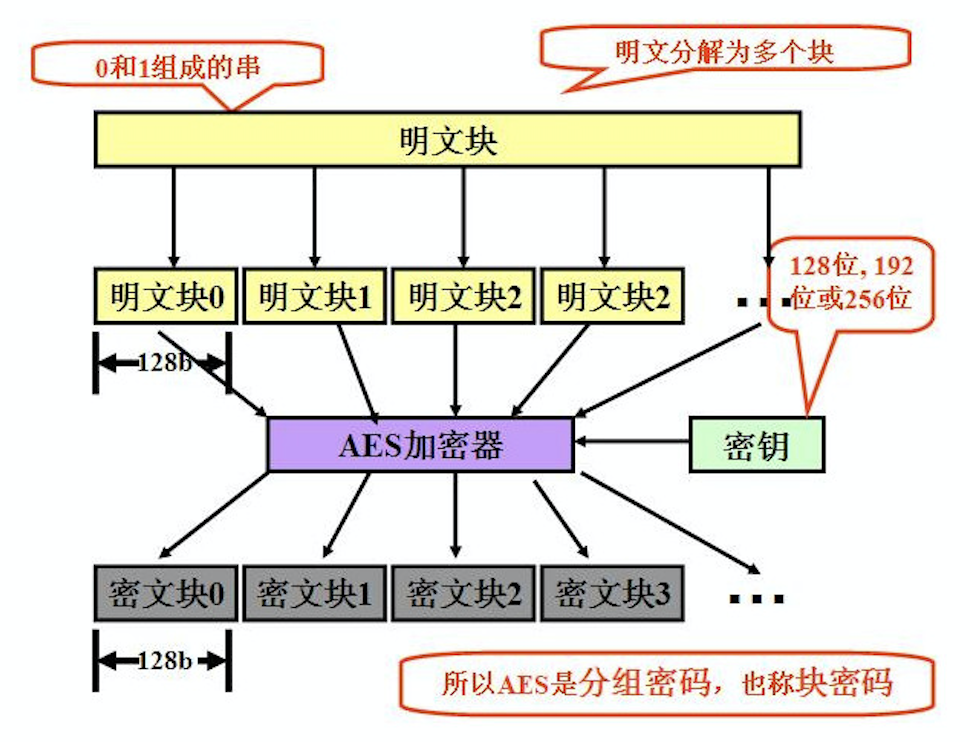 0和1组成的串
明文分解为多个块
明文块
明文块0
明文块1
明文块2
明文块2
...
128位, 192
位或256位
128b
AES加密器
密钥
密文块0
密文块1
密文块2
密文块3
...
128b
所以AES是分组密码，也称块密码